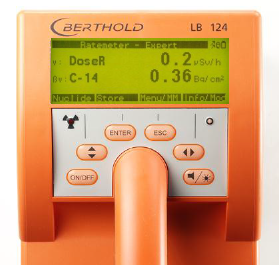 BERTHOLD LB 124
Ratemeter - Expert
DoseR 0.2 µSv/h
C-14 0.36 Bq/cm²
Nuclide Store Menu/MM Info/Mod
ENTER ESC
ON/OFF